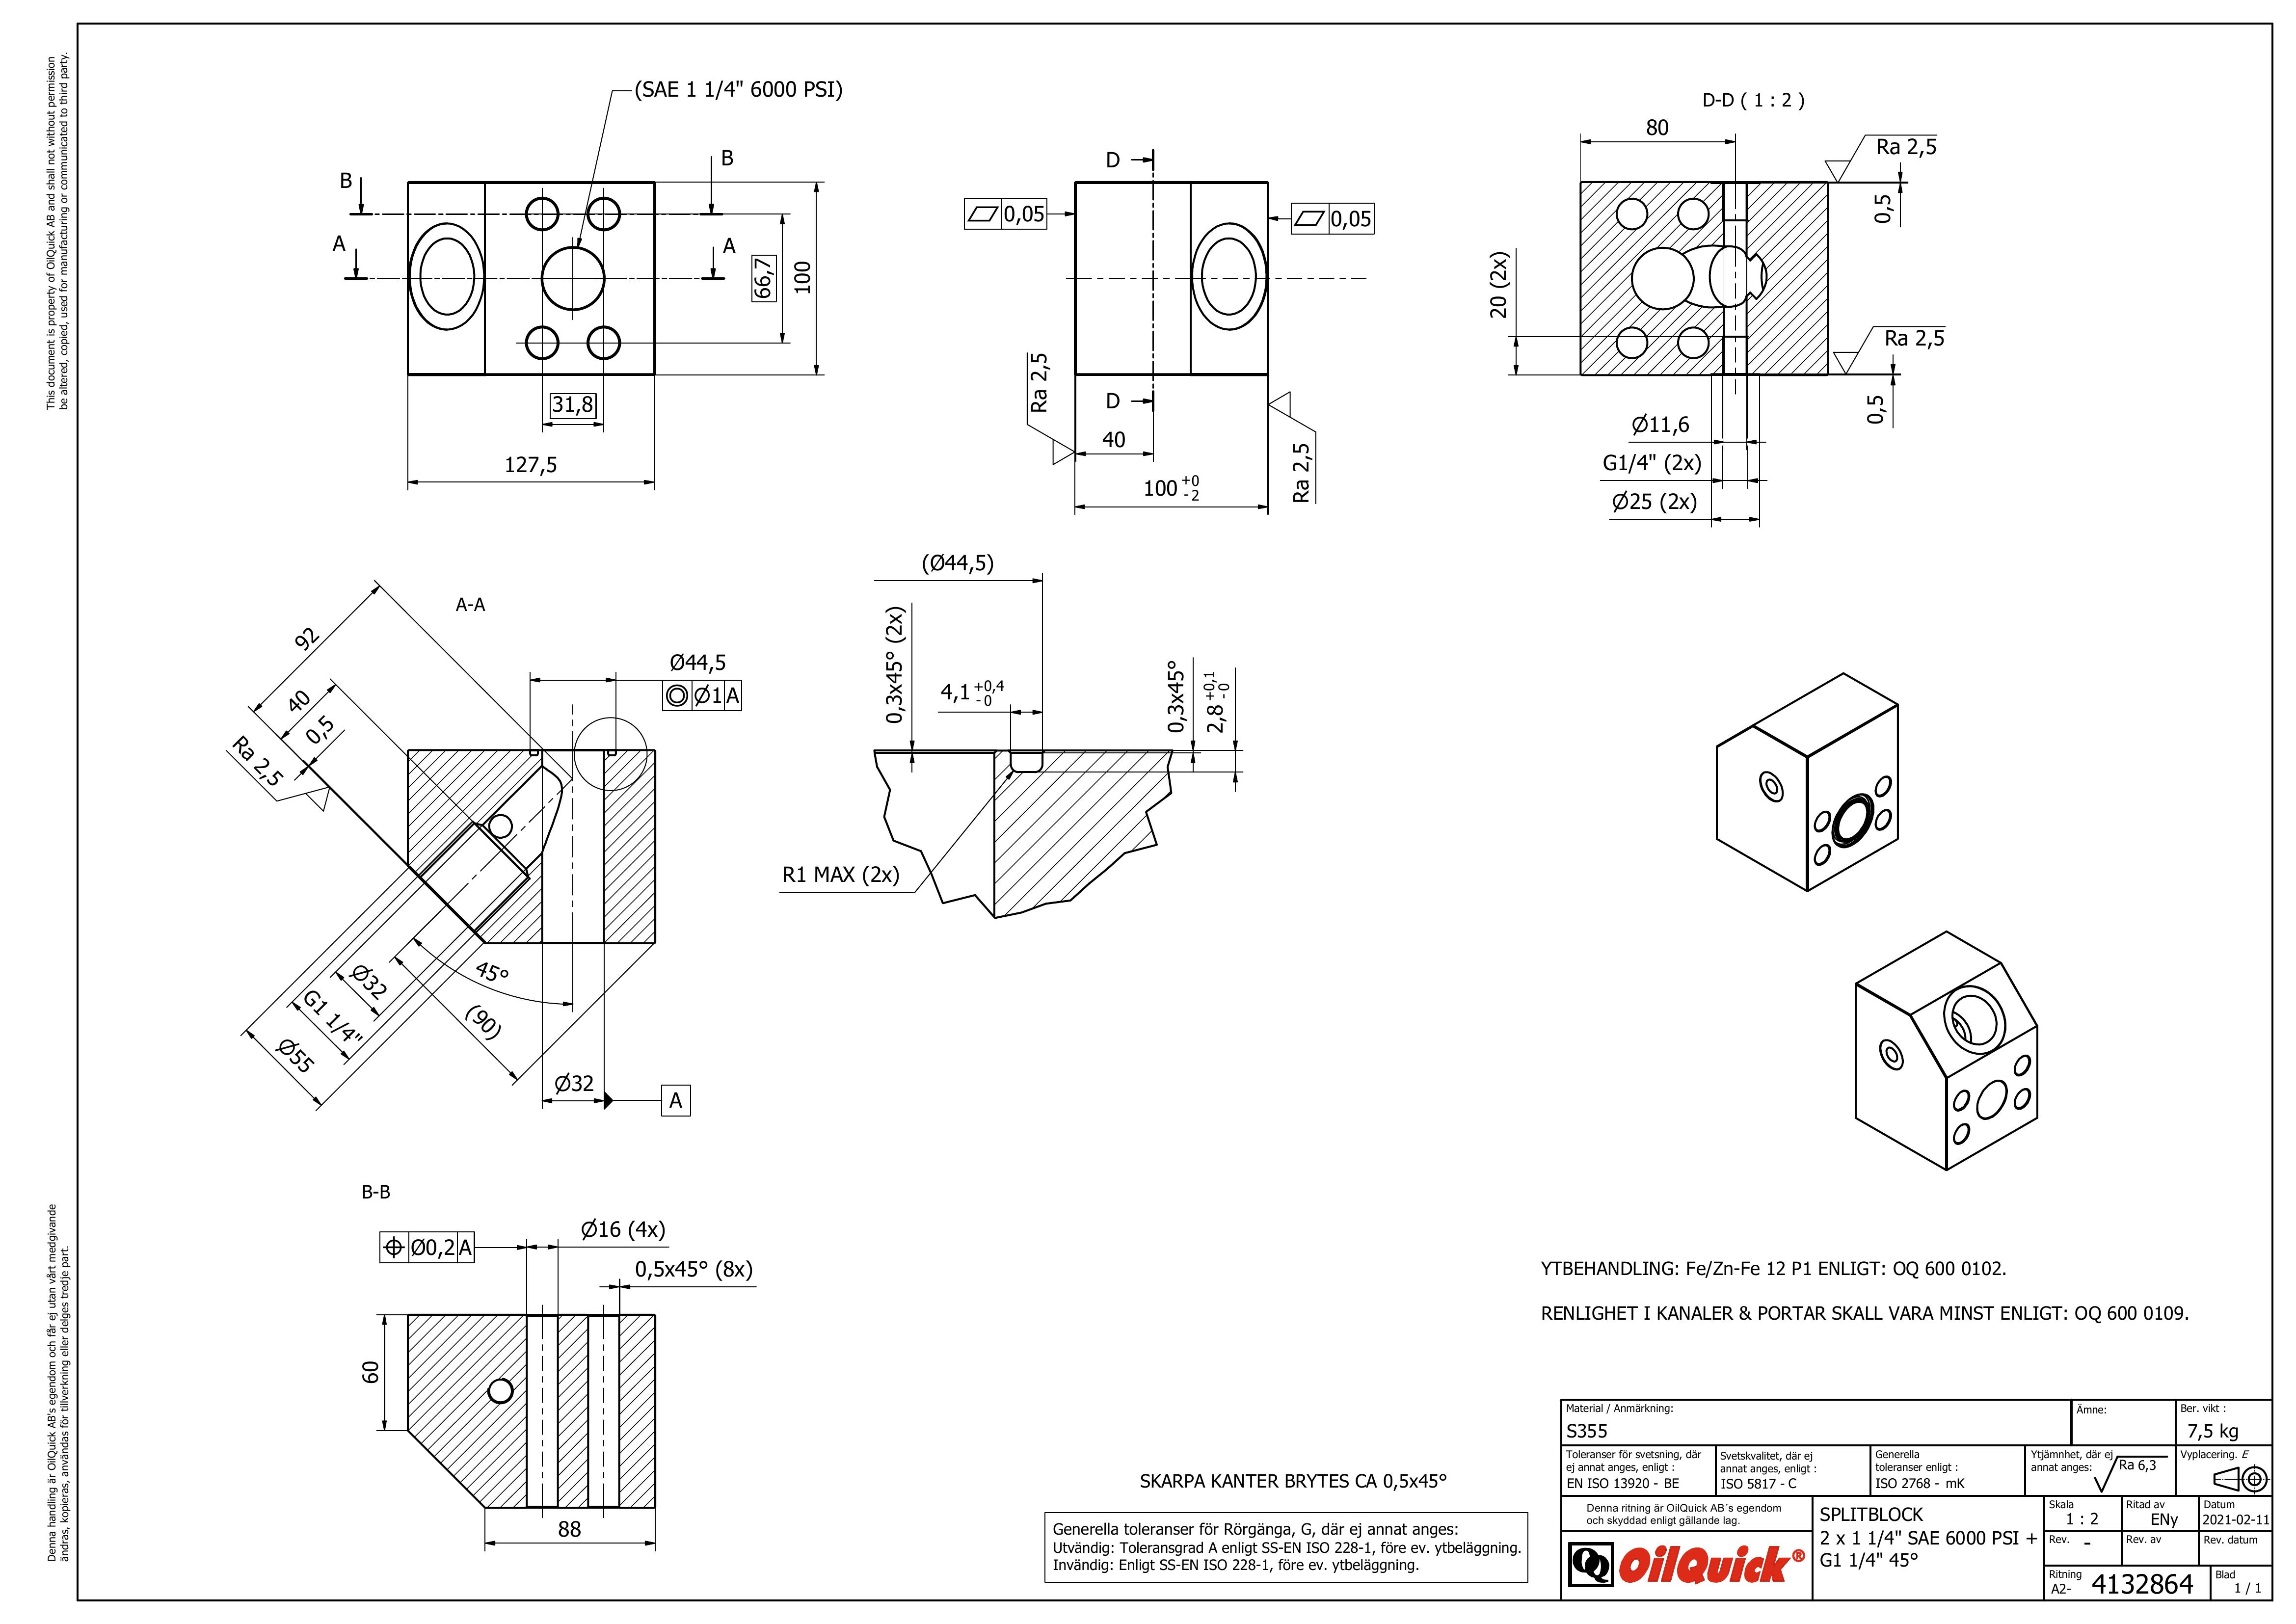 This document is property of OilQuick AB and shall not without permission
be altered, copied, used for manufacturing or communicated to third party.
Denna handling är OilQuick AB's egendom och får ej utan vårt medgivande
ändras, kopieras, användas för tillverkning eller delges tredje part.
(SAE 1 1/4" 6000 PSI)
B
B
A
A
66,7
100
31,8
127,5
D
D
0,05
0,05
Ra 2,5
40
Ra 2,5
100 +0 -2
D-D ( 1 : 2 )
80
Ra 2,5
0,5
20 (2x)
Ra 2,5
0,5
Ø11,6
G1/4" (2x)
Ø25 (2x)
A-A
92
40
0,5
Ra 2,5
Ø44,5
Ø1 A
45°
Ø32
G1 1/4"
Ø55
(90)
Ø32
A
(Ø44,5)
0,3x45° (2x)
4,1 +0,4 -0
0,3x45°
2,8 +0,1 -0
R1 MAX (2x)
B-B
Ø0,2 A
Ø16 (4x)
0,5x45° (8x)
60
88
YTBEHANDLING: Fe/Zn-Fe 12 P1 ENLIGT: OQ 600 0102.
RENLIGHET I KANALER & PORTAR SKALL VARA MINST ENLIGT: OQ 600 0109.
SKARPA KANTER BRYTES CA 0,5x45°
Generella toleranser för Rörgänga, G, där ej annat anges:
Utvändig: Toleransgrad A enligt SS-EN ISO 228-1, före ev. ytbeläggning.
Invändig: Enligt SS-EN ISO 228-1, före ev. ytbeläggning.
Material / Anmärkning:
S355
Ämne:
Ber. vikt :
7,5 kg
Toleranser för svetsning, där
ej annat anges, enligt :
EN ISO 13920 - BE
Svetskvalitet, där ej
annat anges, enligt :
ISO 5817 - C
Generella
toleranser enligt :
ISO 2768 - mK
Ytjämnhet, där ej
annat anges:
Ra 6,3
Vyplacering. E
Denna ritning är OilQuick AB´s egendom
och skyddad enligt gällande lag.
OilQuick®
SPLITBLOCK
2 x 1 1/4" SAE 6000 PSI +
G1 1/4" 45°
Skala
1 : 2
Ritad av
ENy
Datum
2021-02-11
Rev.
-
Rev. av
Rev. datum
Ritning
A2- 4132864
Blad
1 / 1